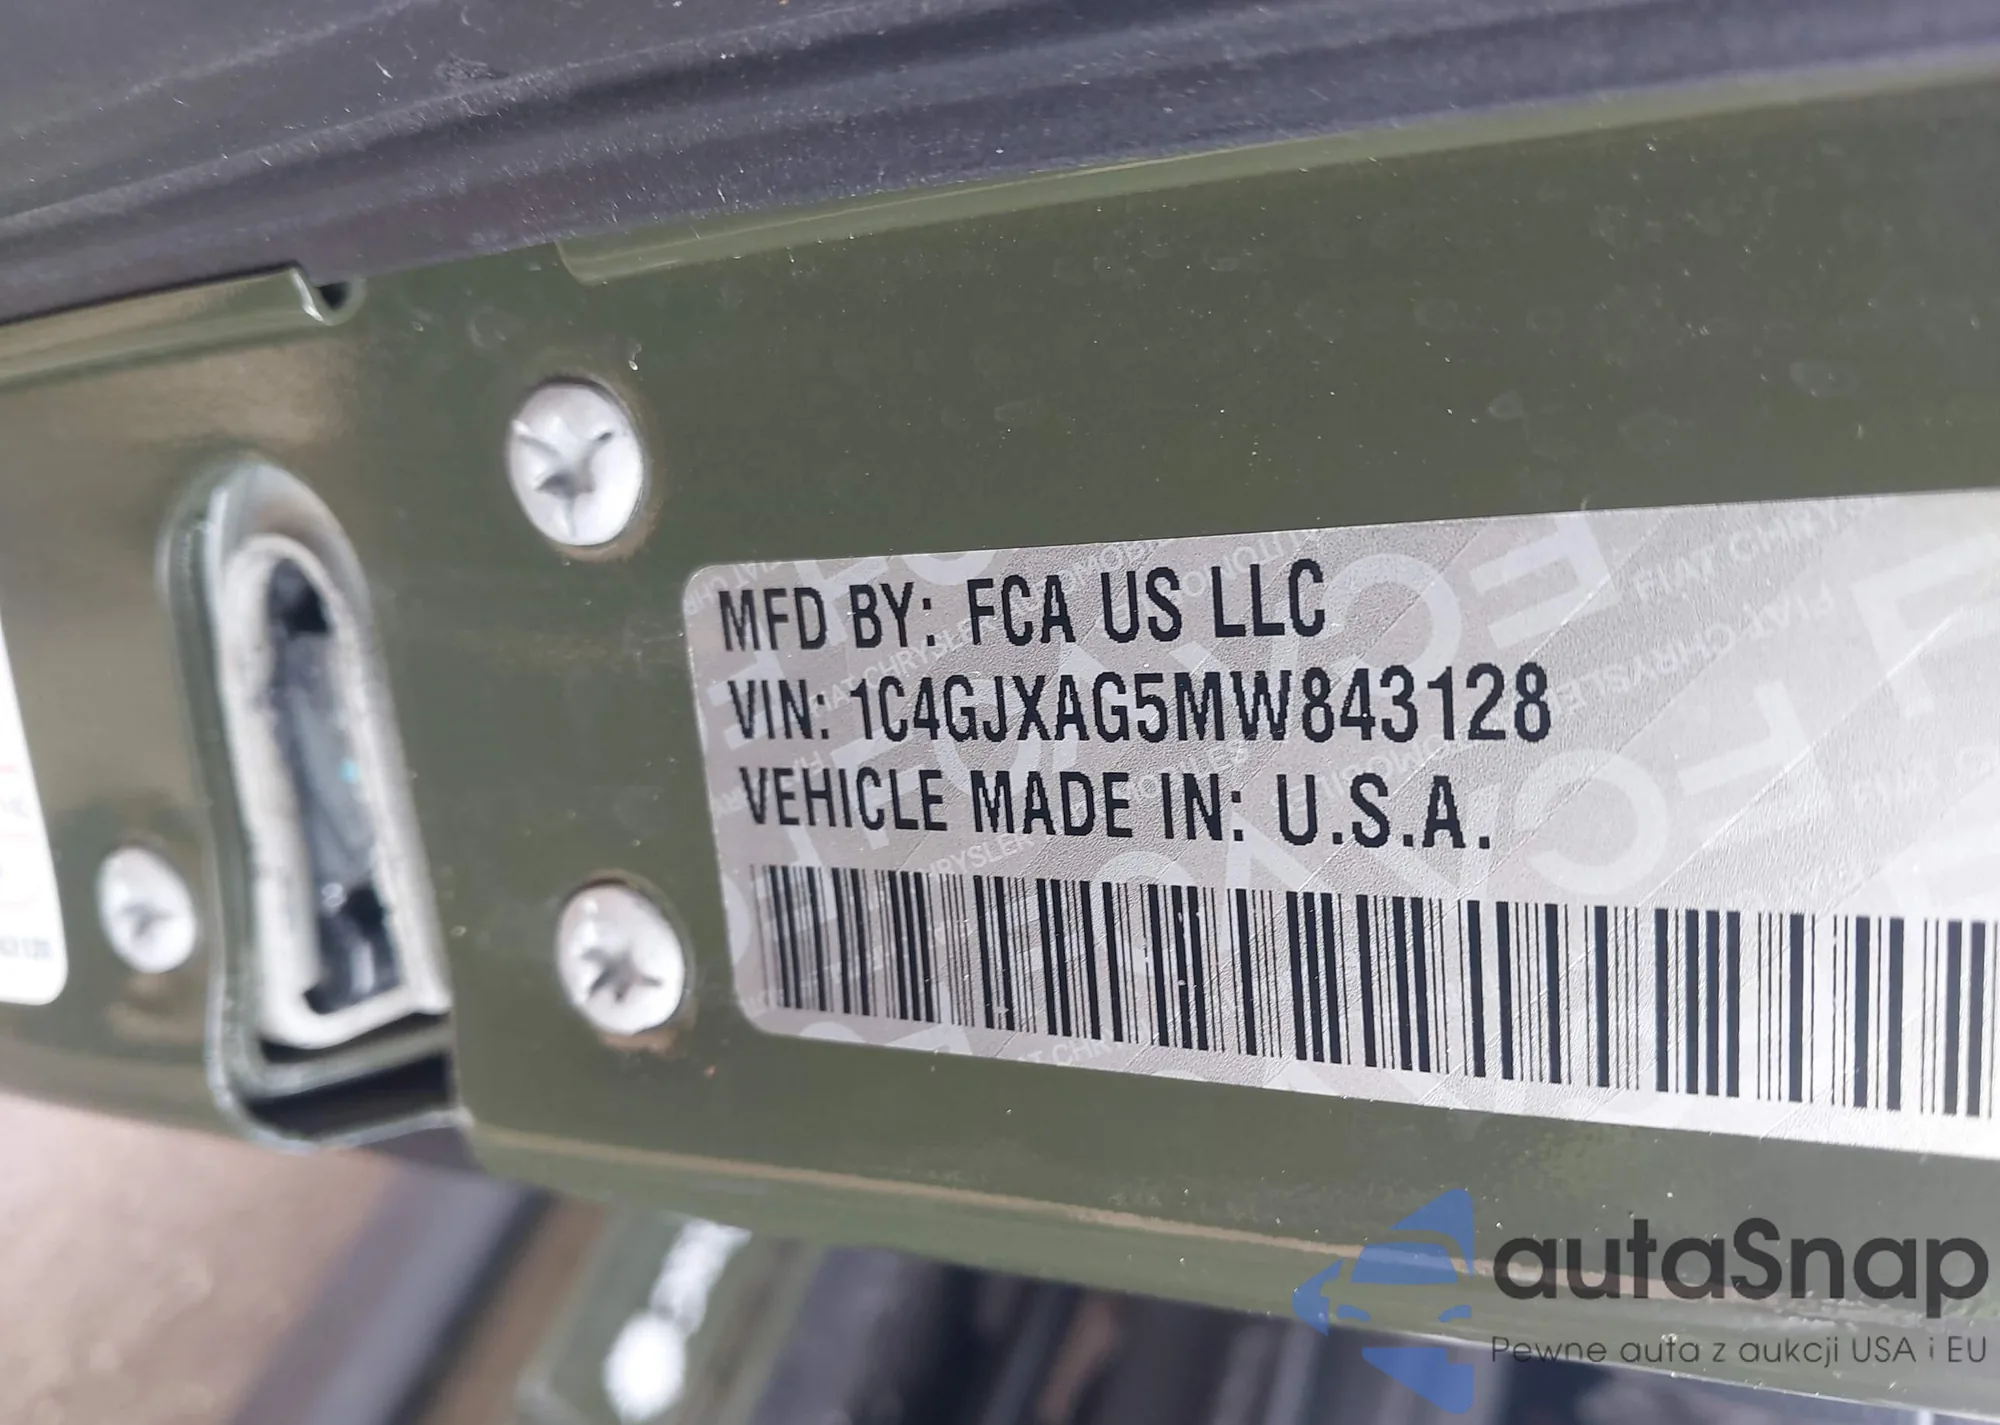 MFD BY: FCA US LLC
VIN: 1C4GJXAG5MW843128
VEHICLE MADE IN: U.S.A.
autaSnap
Pewne auta z aukcji USA i EU